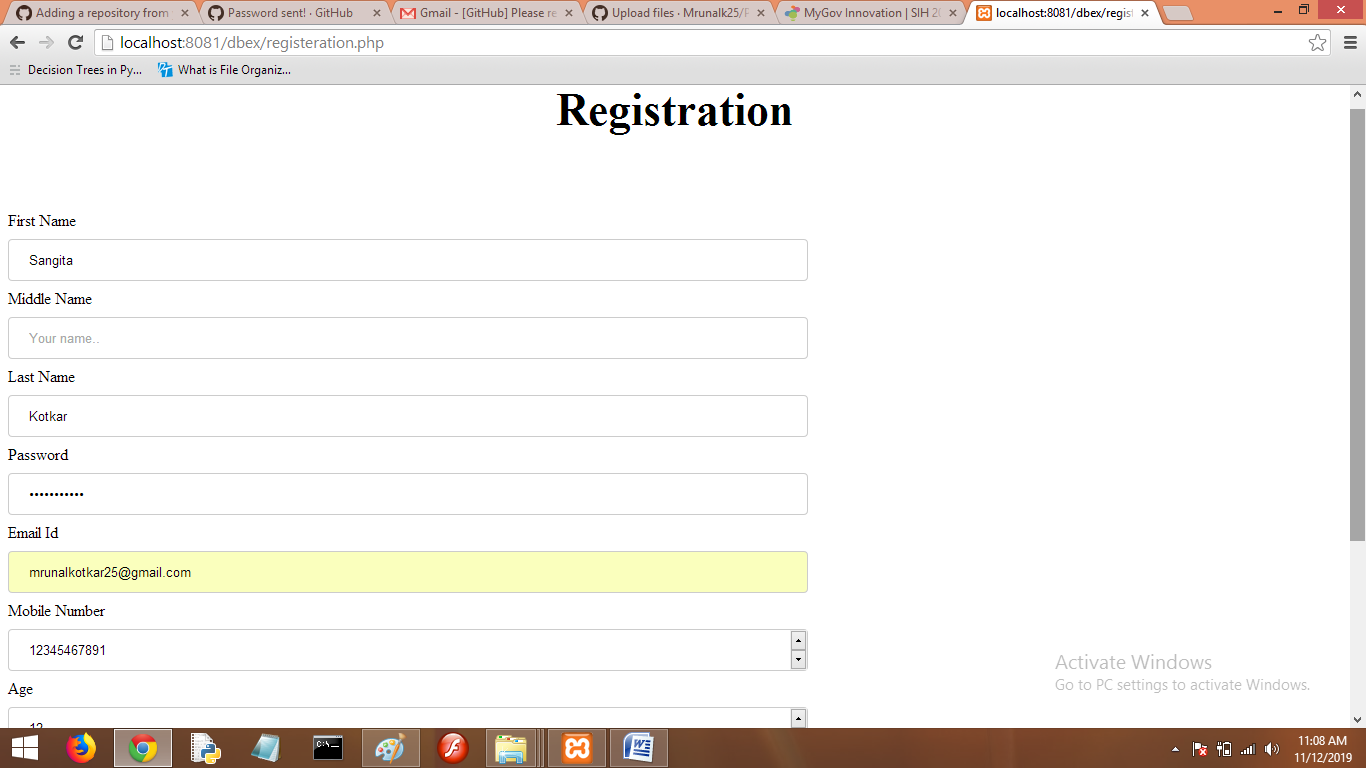 Adding a repository from
Password sent! · GitHub
Gmail - [GitHub] Please re
Upload files · Mrunalk25/F
MyGov Innovation | SIH 20
localhost:8081/dbex/regist
localhost:8081/dbex/registeration.php
Decision Trees in Py...
What is File Organiz...
Registration
First Name
Sangita
Middle Name
Your name..
Last Name
Kotkar
Password
•••••••••••
Email Id
mrunalkotkar25@gmail.com
Mobile Number
12345467891
Age
12
Activate Windows
Go to PC settings to activate Windows.
11:08 AM
11/12/2019